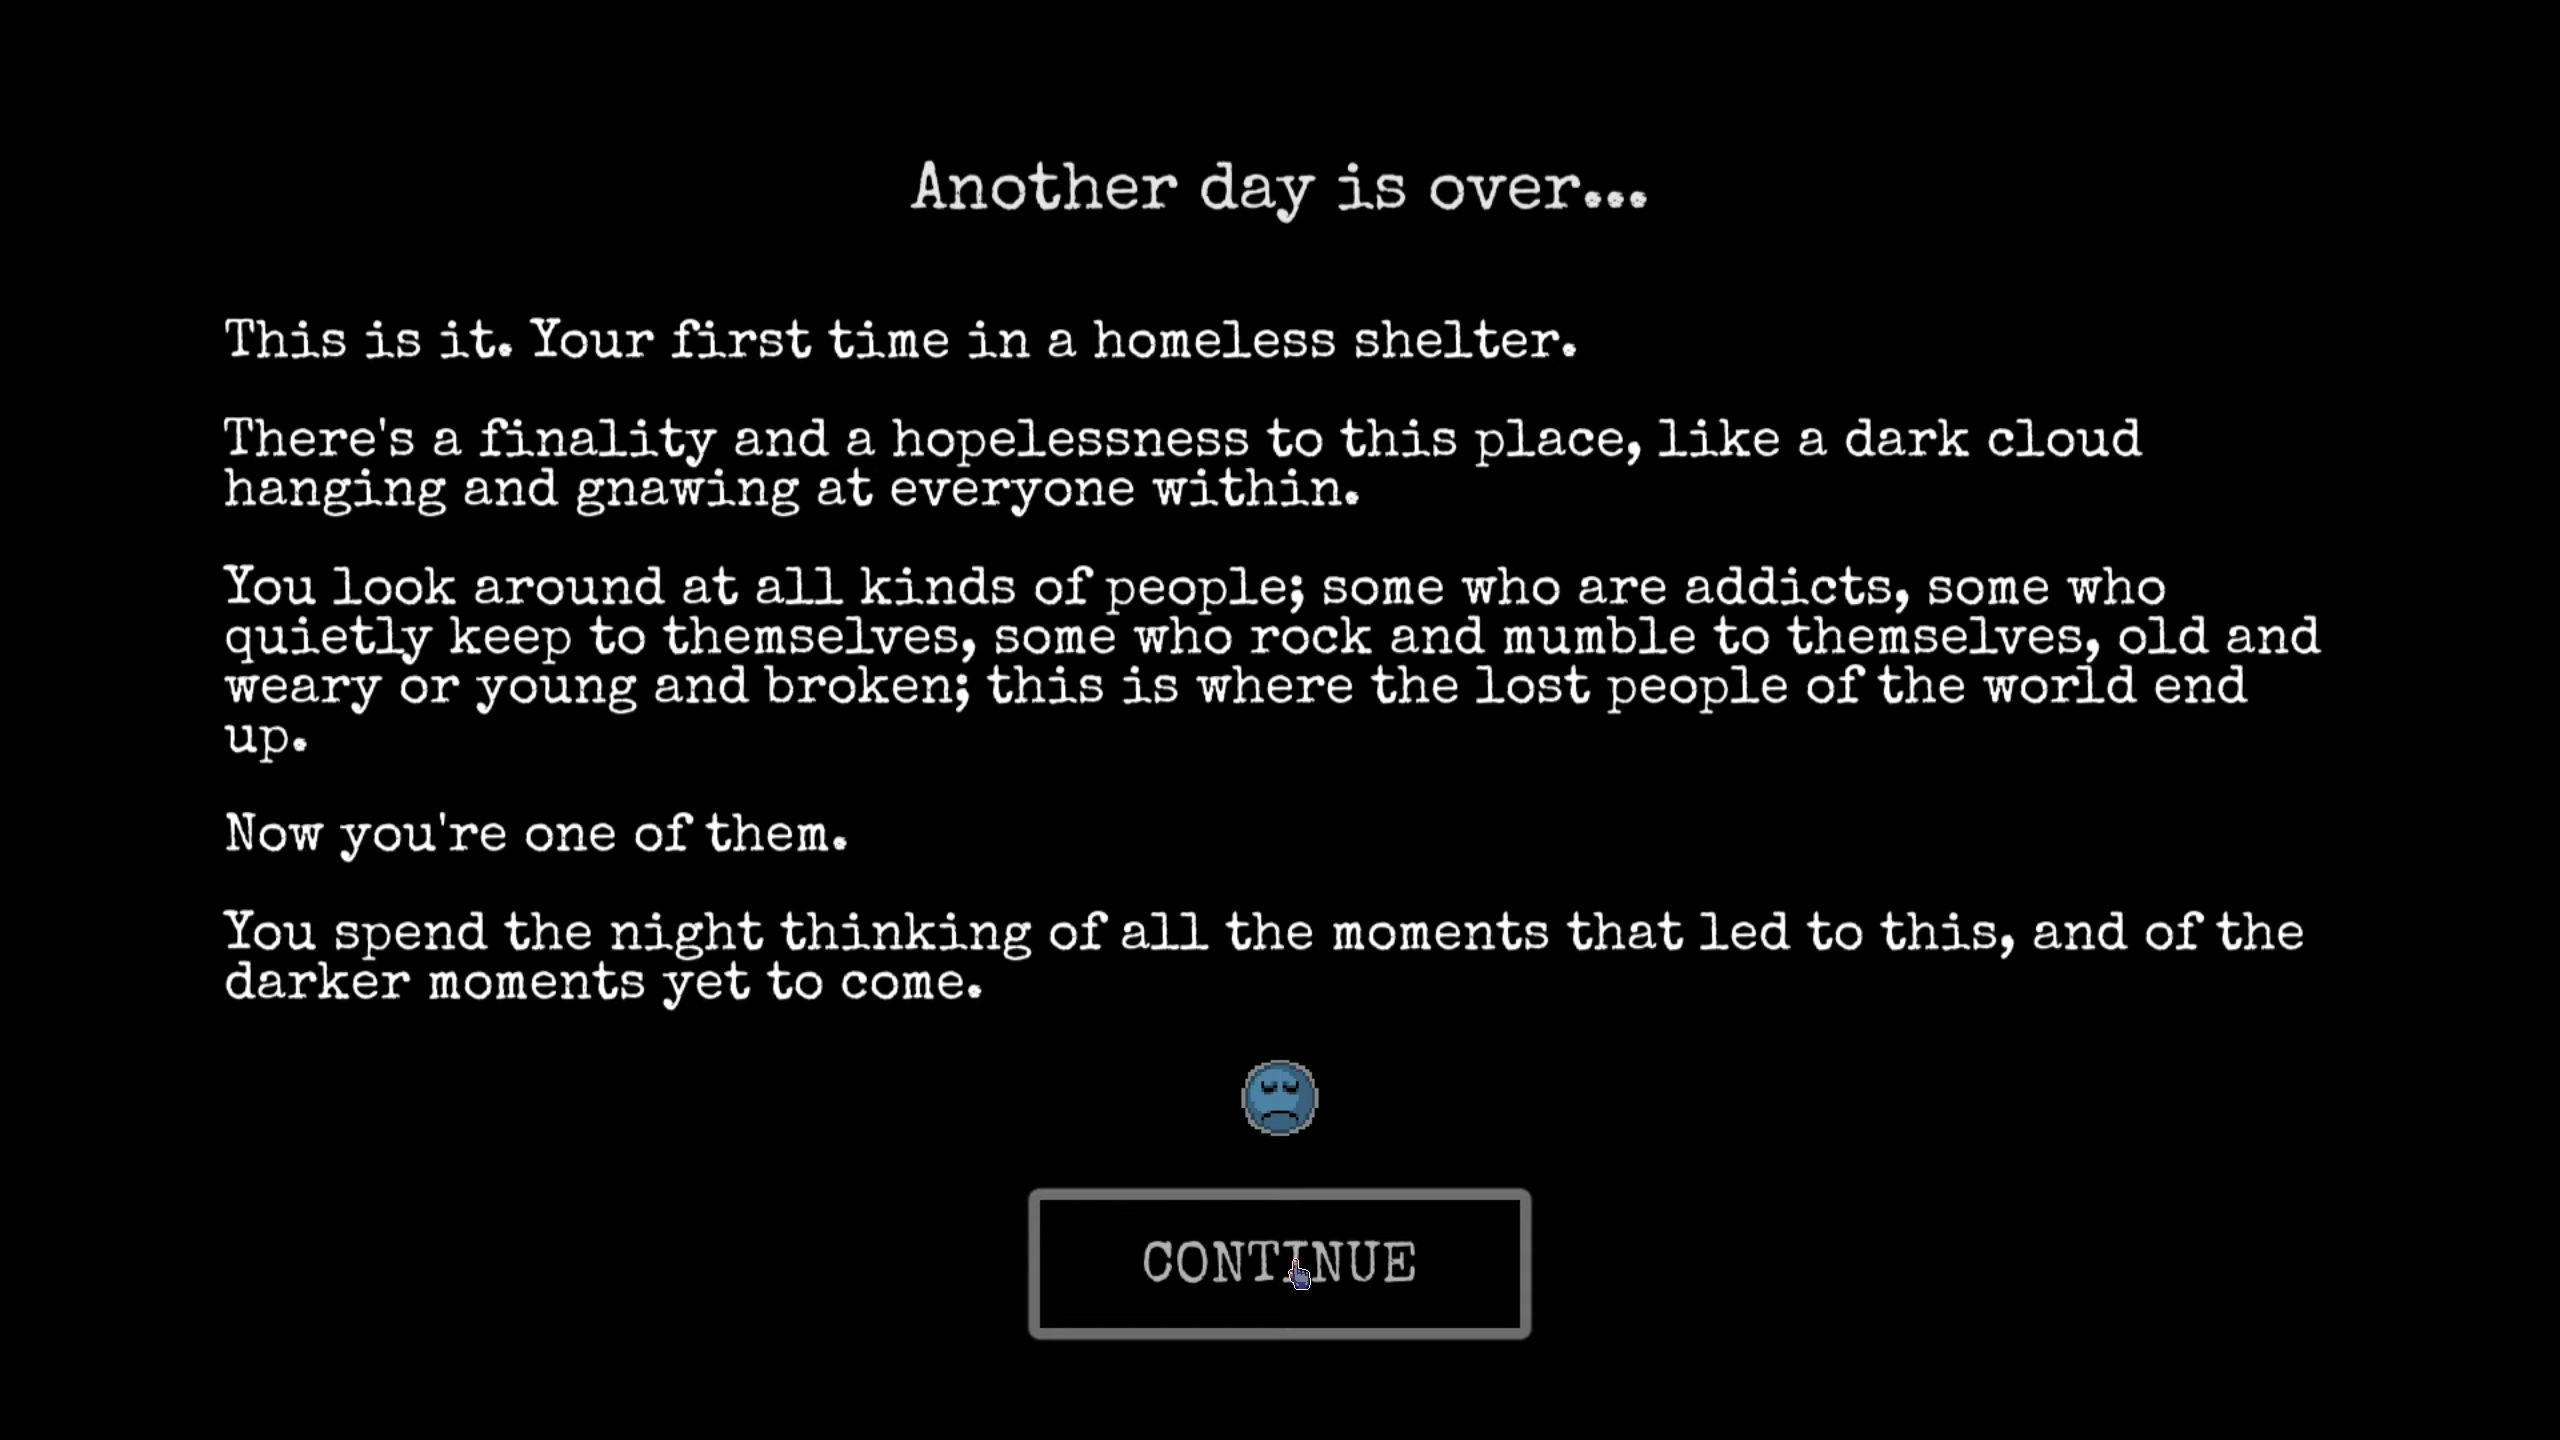 Another day is over...
This is it. Your first time in a homeless shelter.
There's a finality and a hopelessness to this place, like a dark cloud
hanging and gnawing at everyone within.
You look around at all kinds of people; some who are addicts, some who
quietly keep to themselves, some who rock and mumble to themselves, old and
weary or young and broken; this is where the lost people of the world end
up.
Now you're one of them.
You spend the night thinking of all the moments that led to this, and of the
darker moments yet to come.
CONTINUE